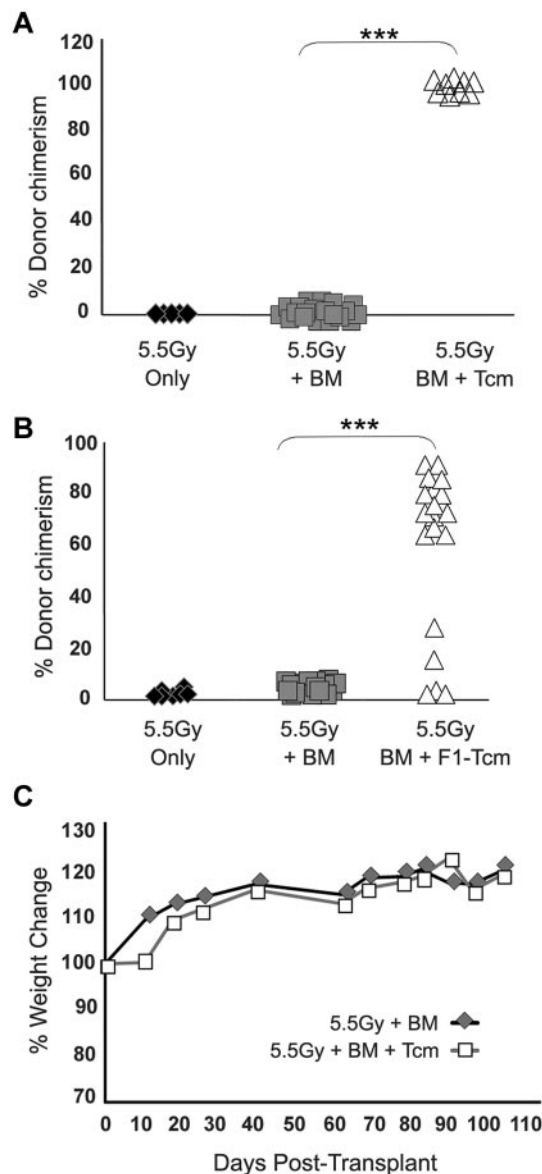 A
***
120
100
80
60
40
20
0
% Donor chimerism
5.5Gy 5.5Gy 5.5Gy
Only + BM BM + Tcm
B
***
100
80
60
40
20
0
% Donor chimerism
5.5Gy 5.5Gy 5.5Gy
Only + BM BM + F1-Tcm
C
130
120
110
100
90
80
70
% Weight Change
5.5Gy + BM
5.5Gy + BM + Tcm
0 10 20 30 40 50 60 70 80 90 100 110
Days Post-Transplant